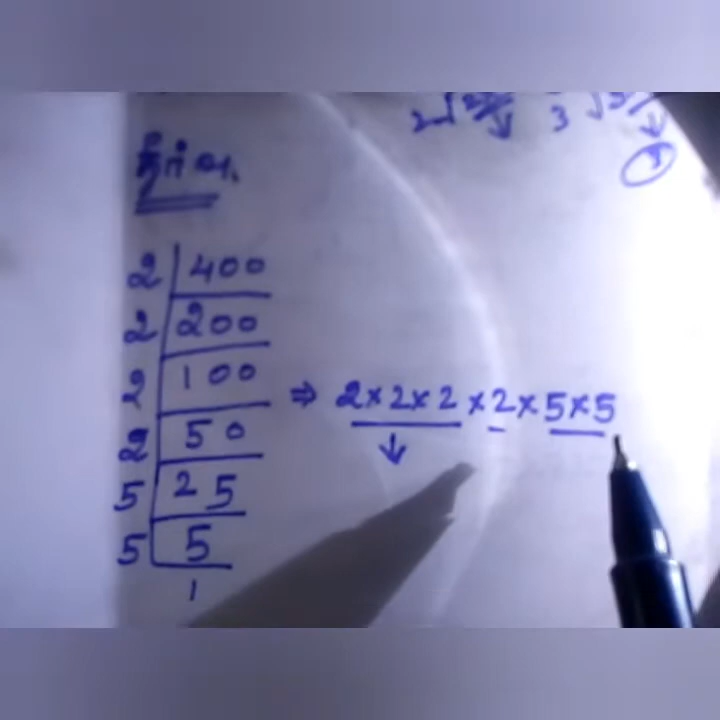 2 | 400
2 | 200
2 | 100 ⇒ 2×2×2×2×5×5
2 | 50
5 | 25
5 | 5
1